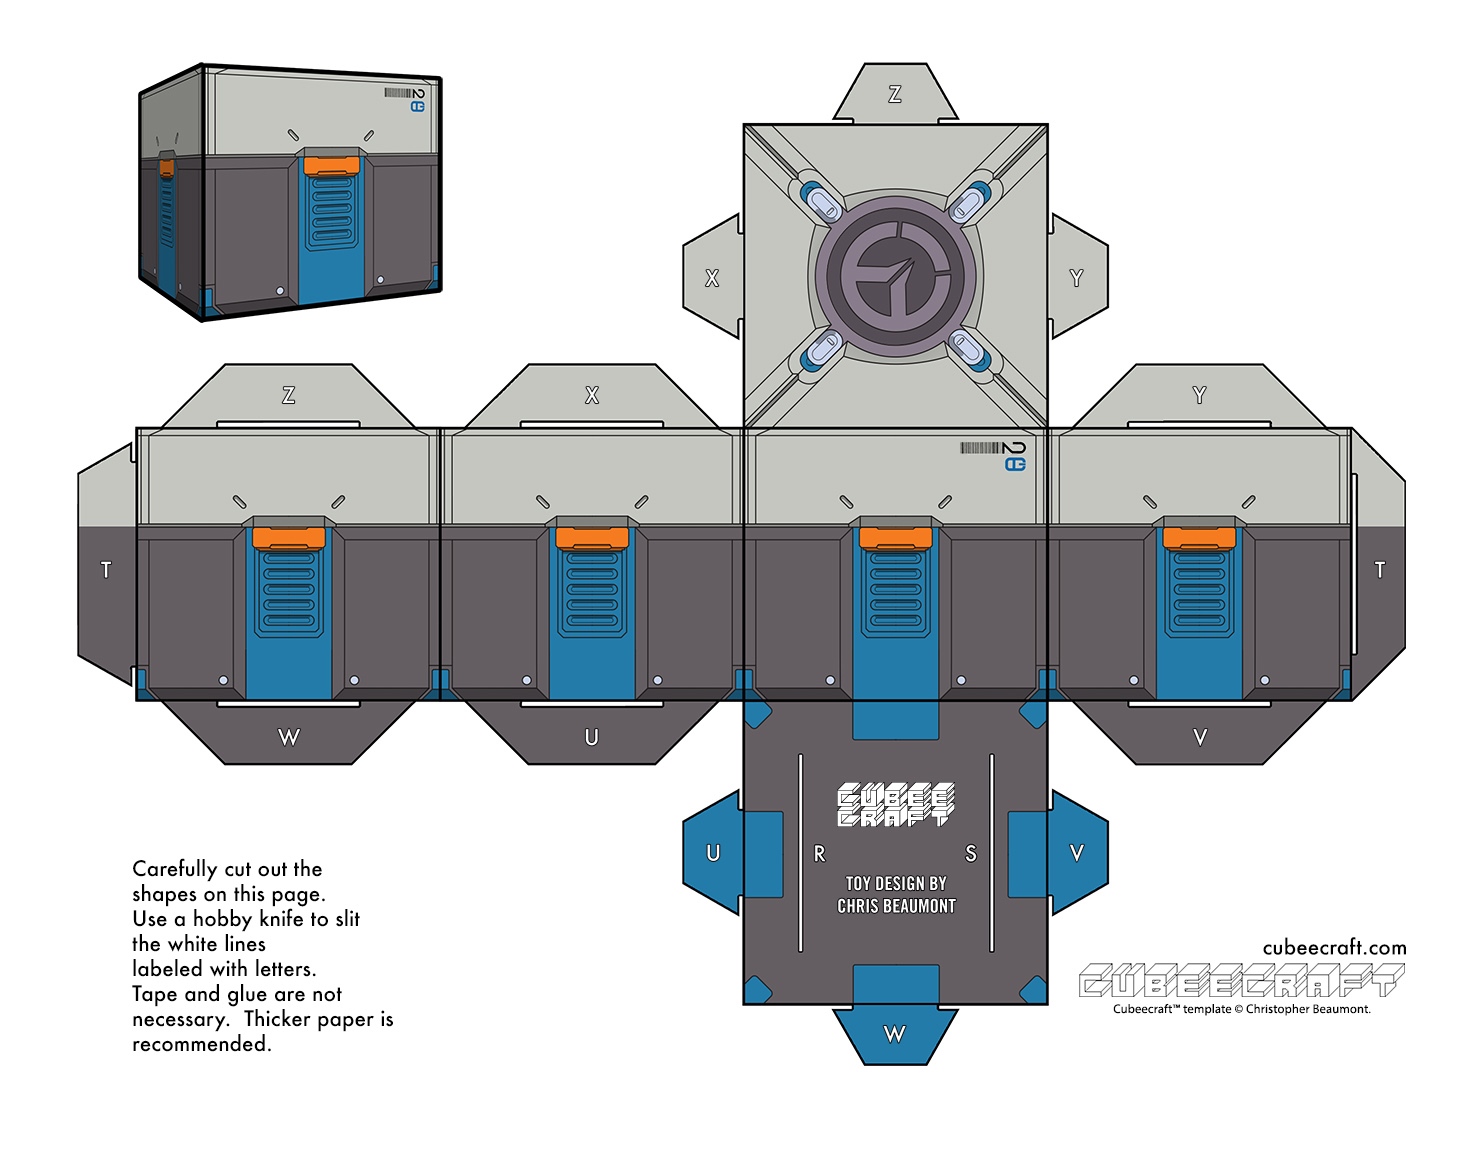 2
Z
X
Y
Z
X
Y
2
T
T
W
U
V
CUBEE
CRAFT
U
R
S
V
TOY DESIGN BY
CHRIS BEAUMONT
W
Carefully cut out the
shapes on this page.
Use a hobby knife to slit
the white lines
labeled with letters.
Tape and glue are not
necessary.  Thicker paper is
recommended.
cubeecraft.com
CUBEECRAFT
Cubeecraft™ template © Christopher Beaumont.